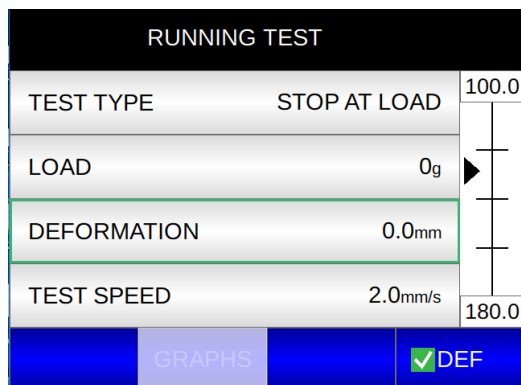 RUNNING TEST
TEST TYPE STOP AT LOAD
100.0
LOAD 0g
DEFORMATION 0.0mm
TEST SPEED 2.0mm/s
180.0
GRAPHS DEF